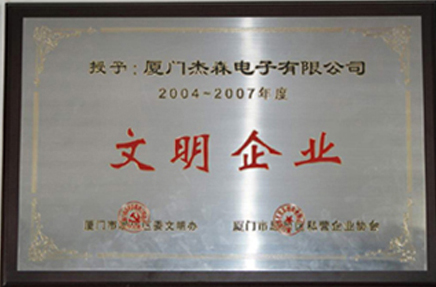 授予:厦门杰森电子有限公司
2004~2007年度
文明企业
厦门市 区委文明办 厦门市 私营企业协会